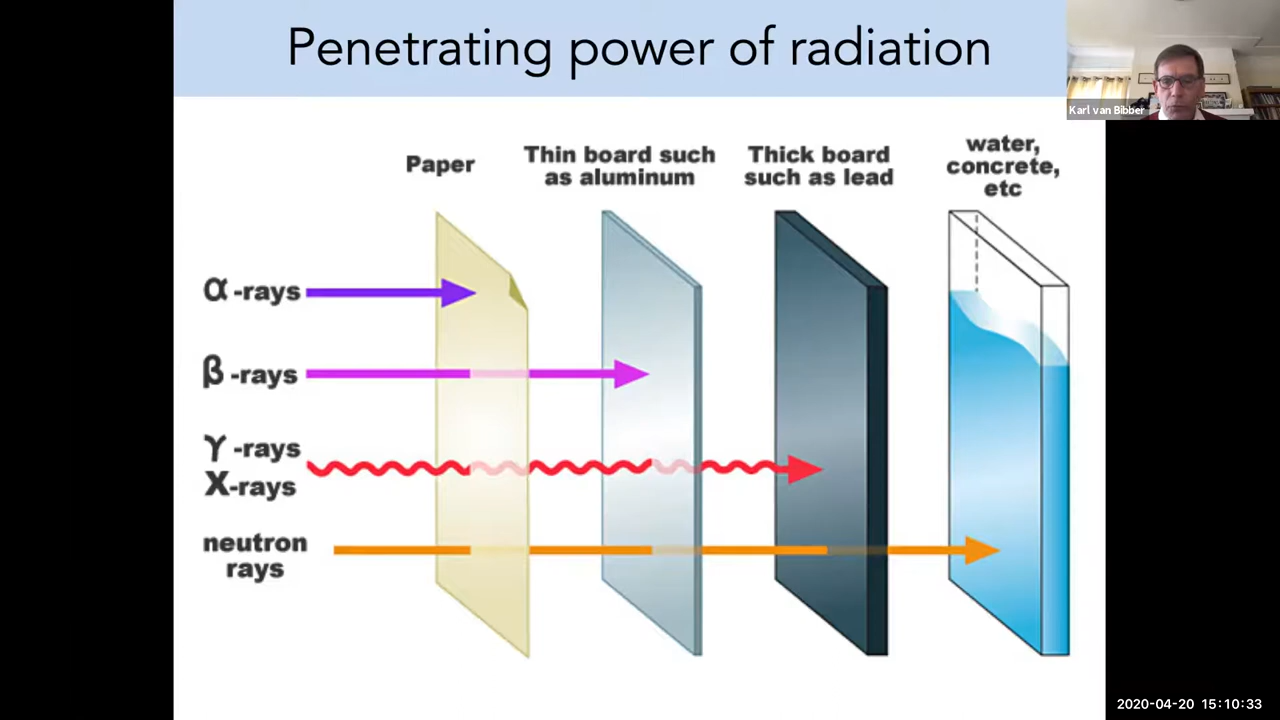 Penetrating power of radiation
Karl van Bibber
Paper
Thin board such
as aluminum
Thick board
such as lead
water,
concrete,
etc
α -rays
β -rays
γ -rays
X-rays
neutron
rays
2020-04-20 15:10:33